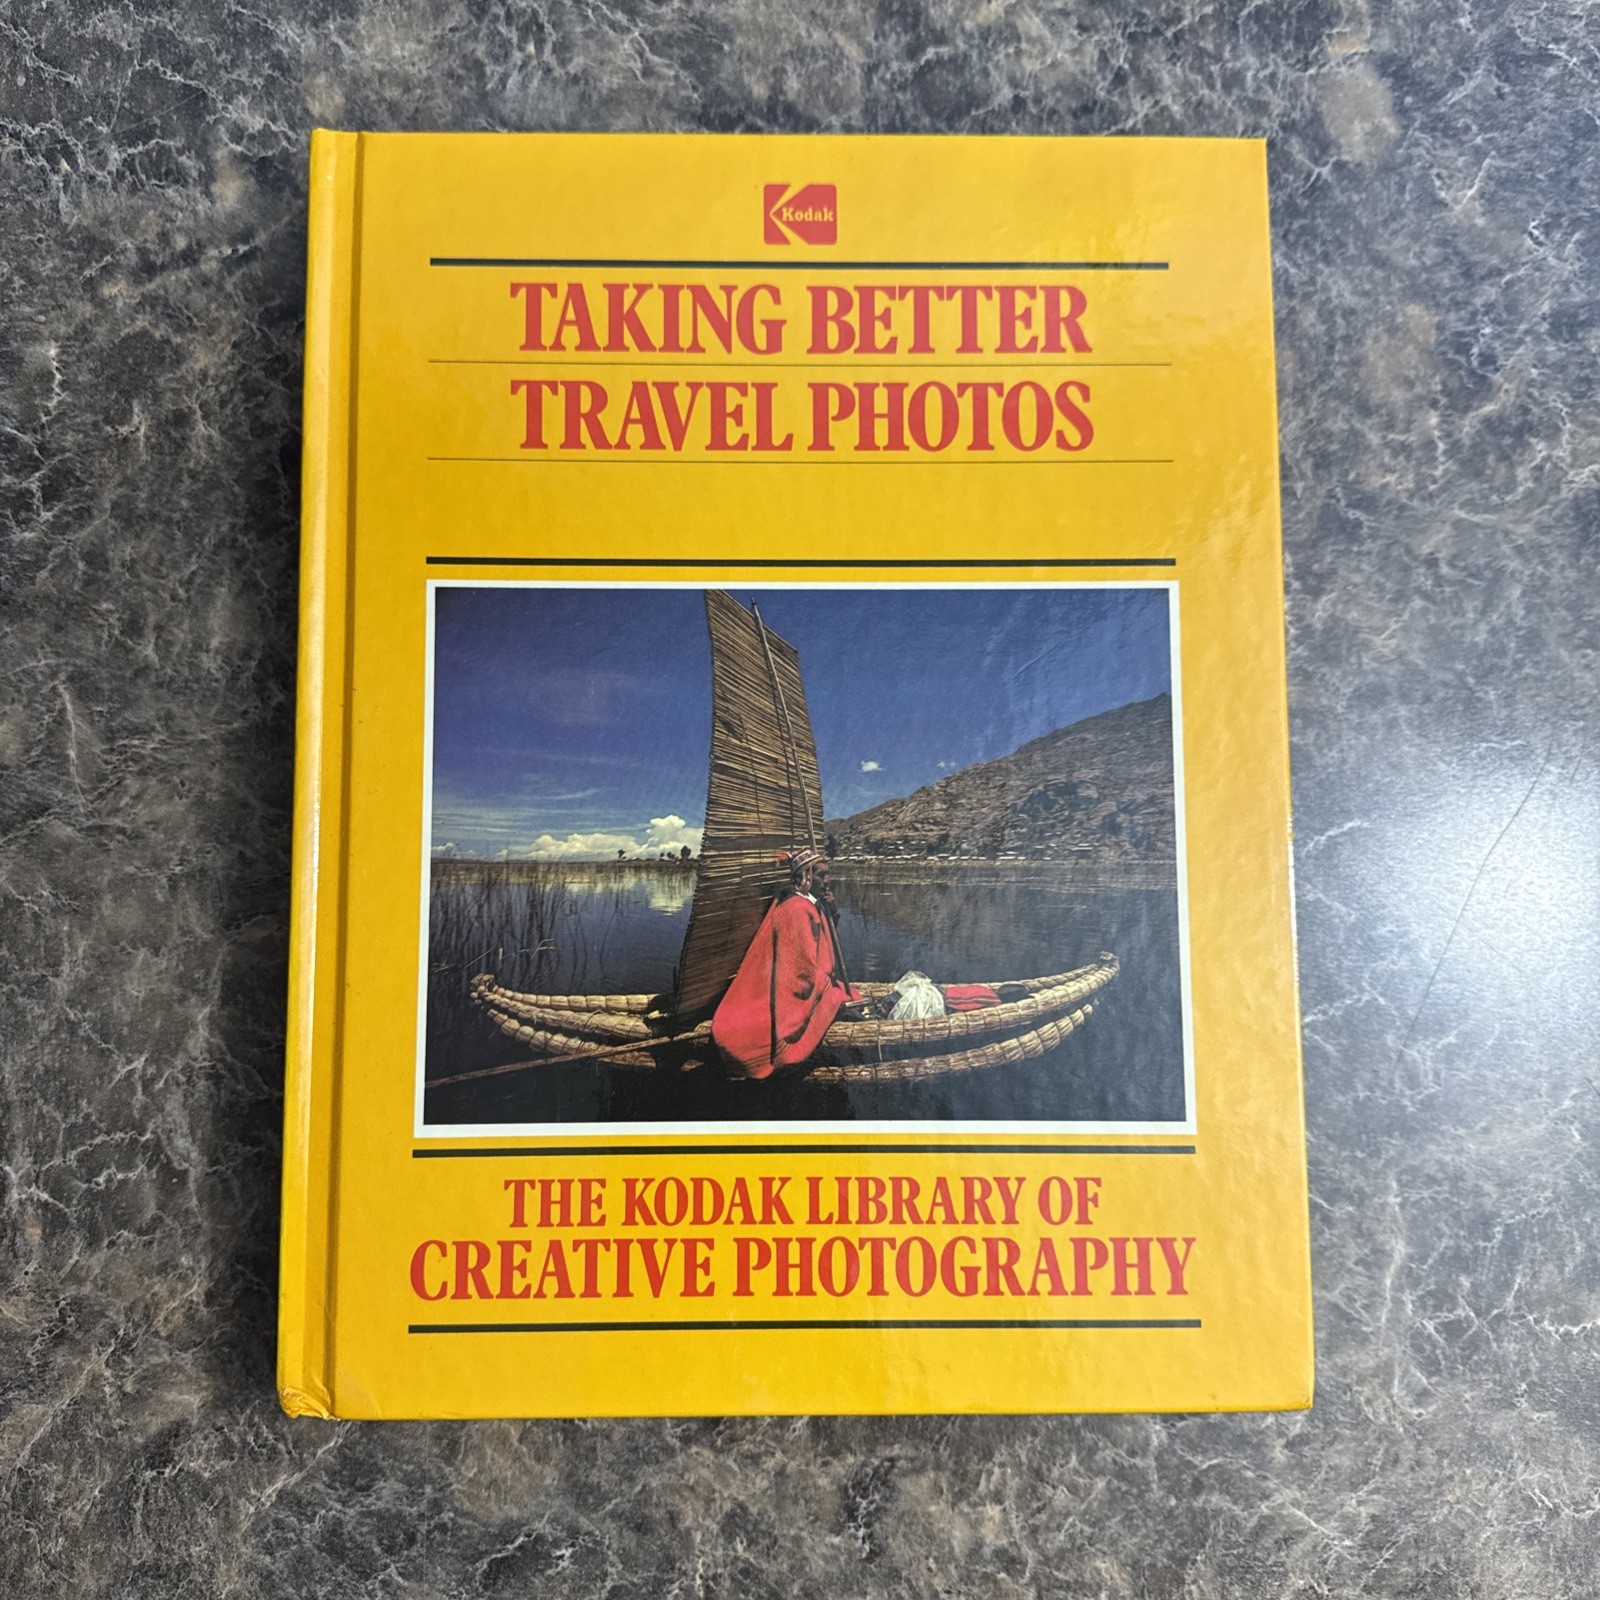 Kodak
TAKING BETTER
TRAVEL PHOTOS
THE KODAK LIBRARY OF
CREATIVE PHOTOGRAPHY